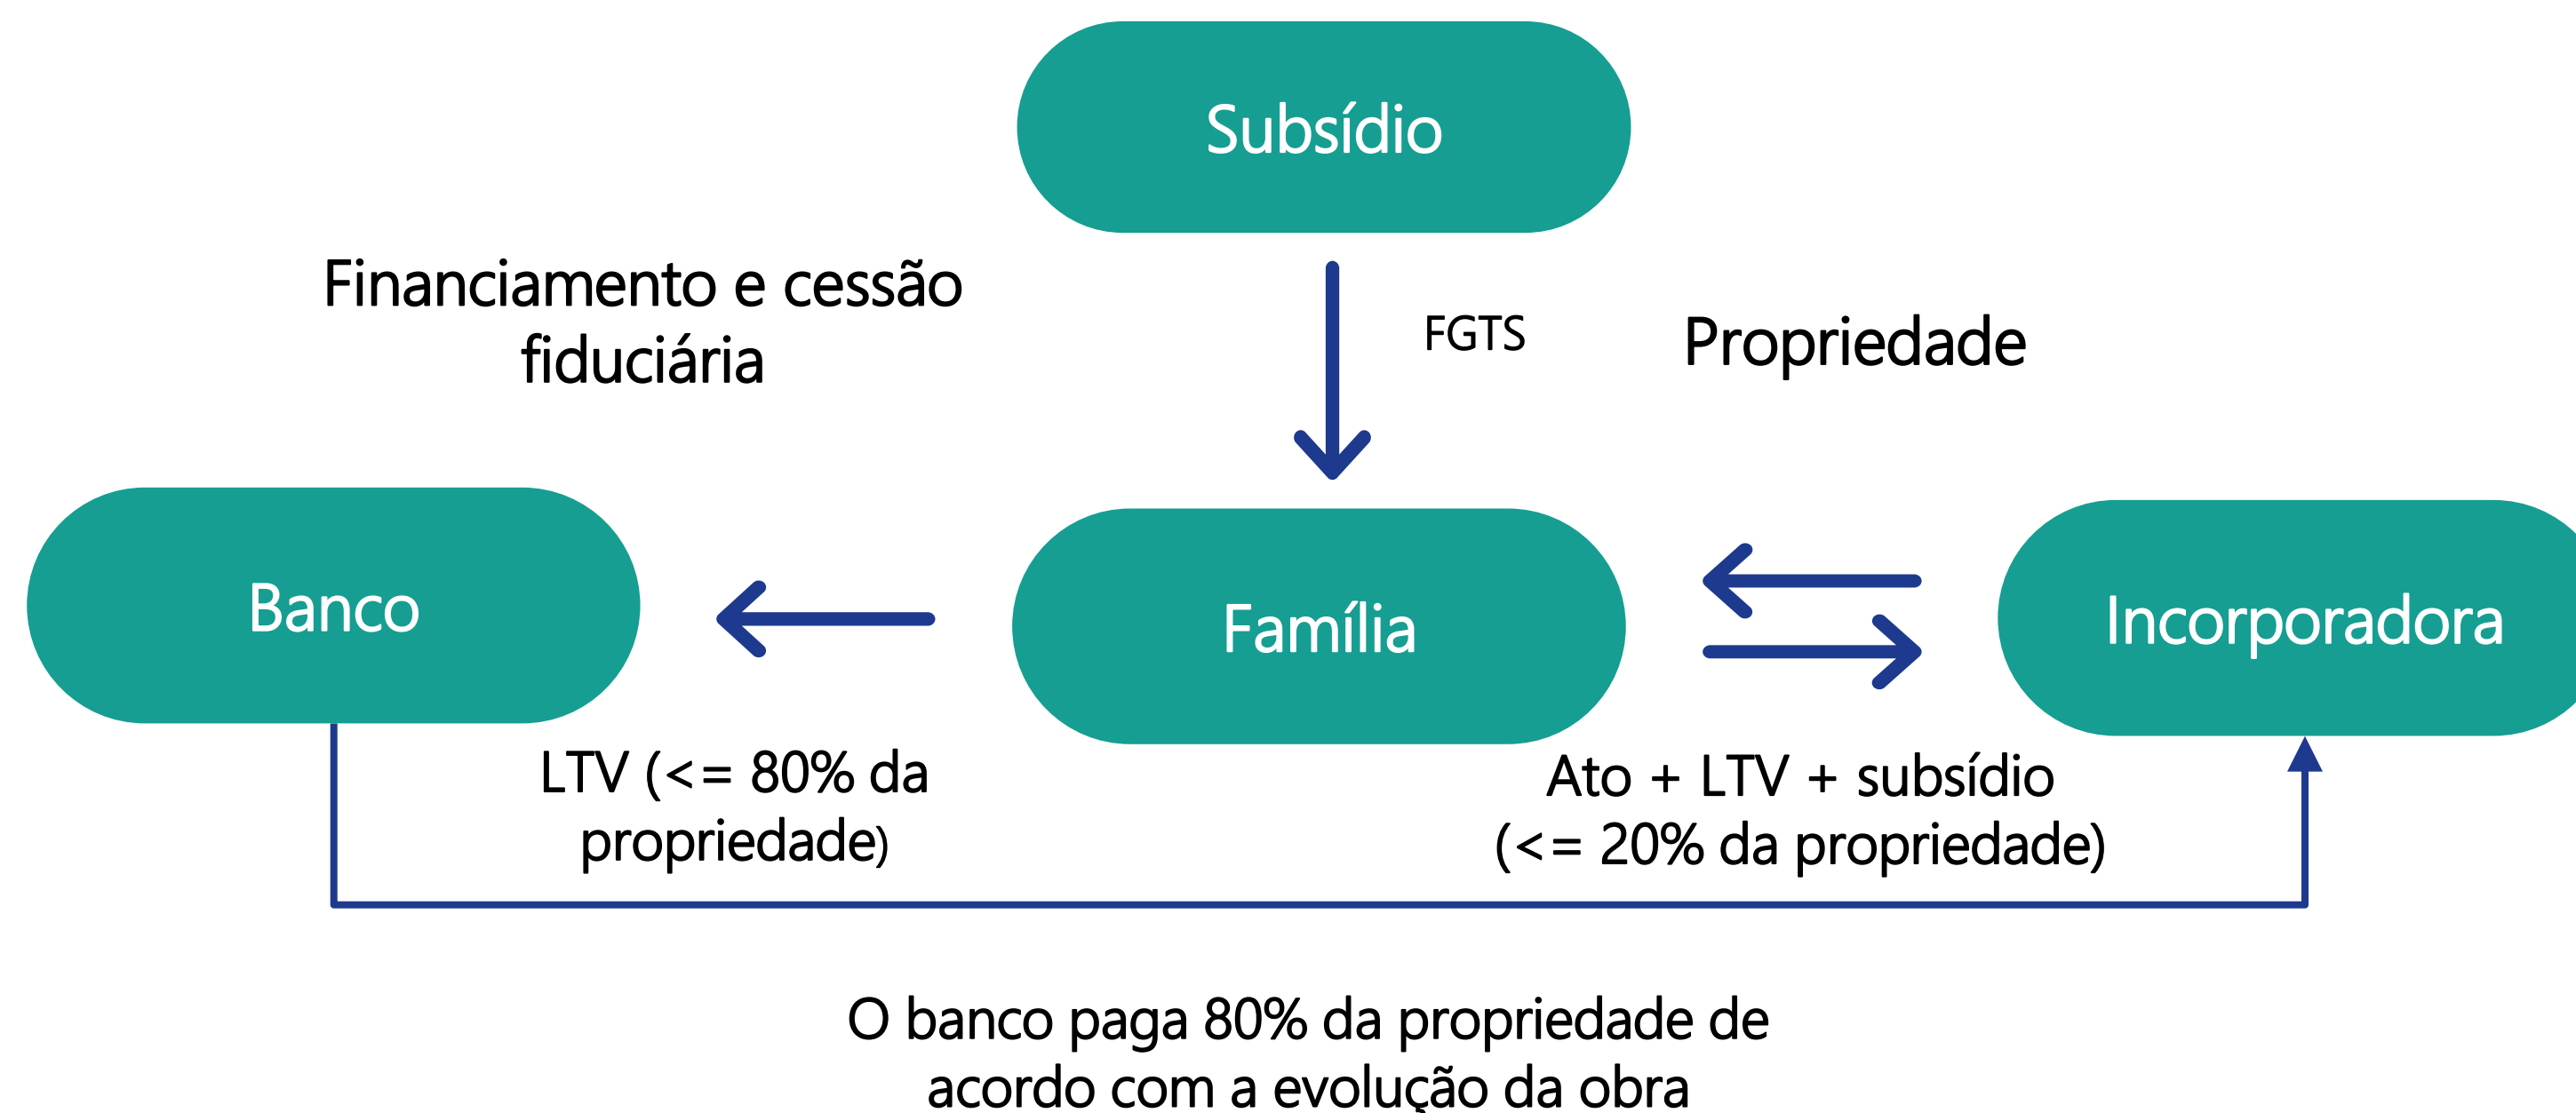 Subsídio
Financiamento e cessão
fiduciária
FGTS
Propriedade
Banco
Família
Incorporadora
LTV (<= 80% da
propriedade)
Ato + LTV + subsídio
(<= 20% da propriedade)
O banco paga 80% da propriedade de
acordo com a evolução da obra